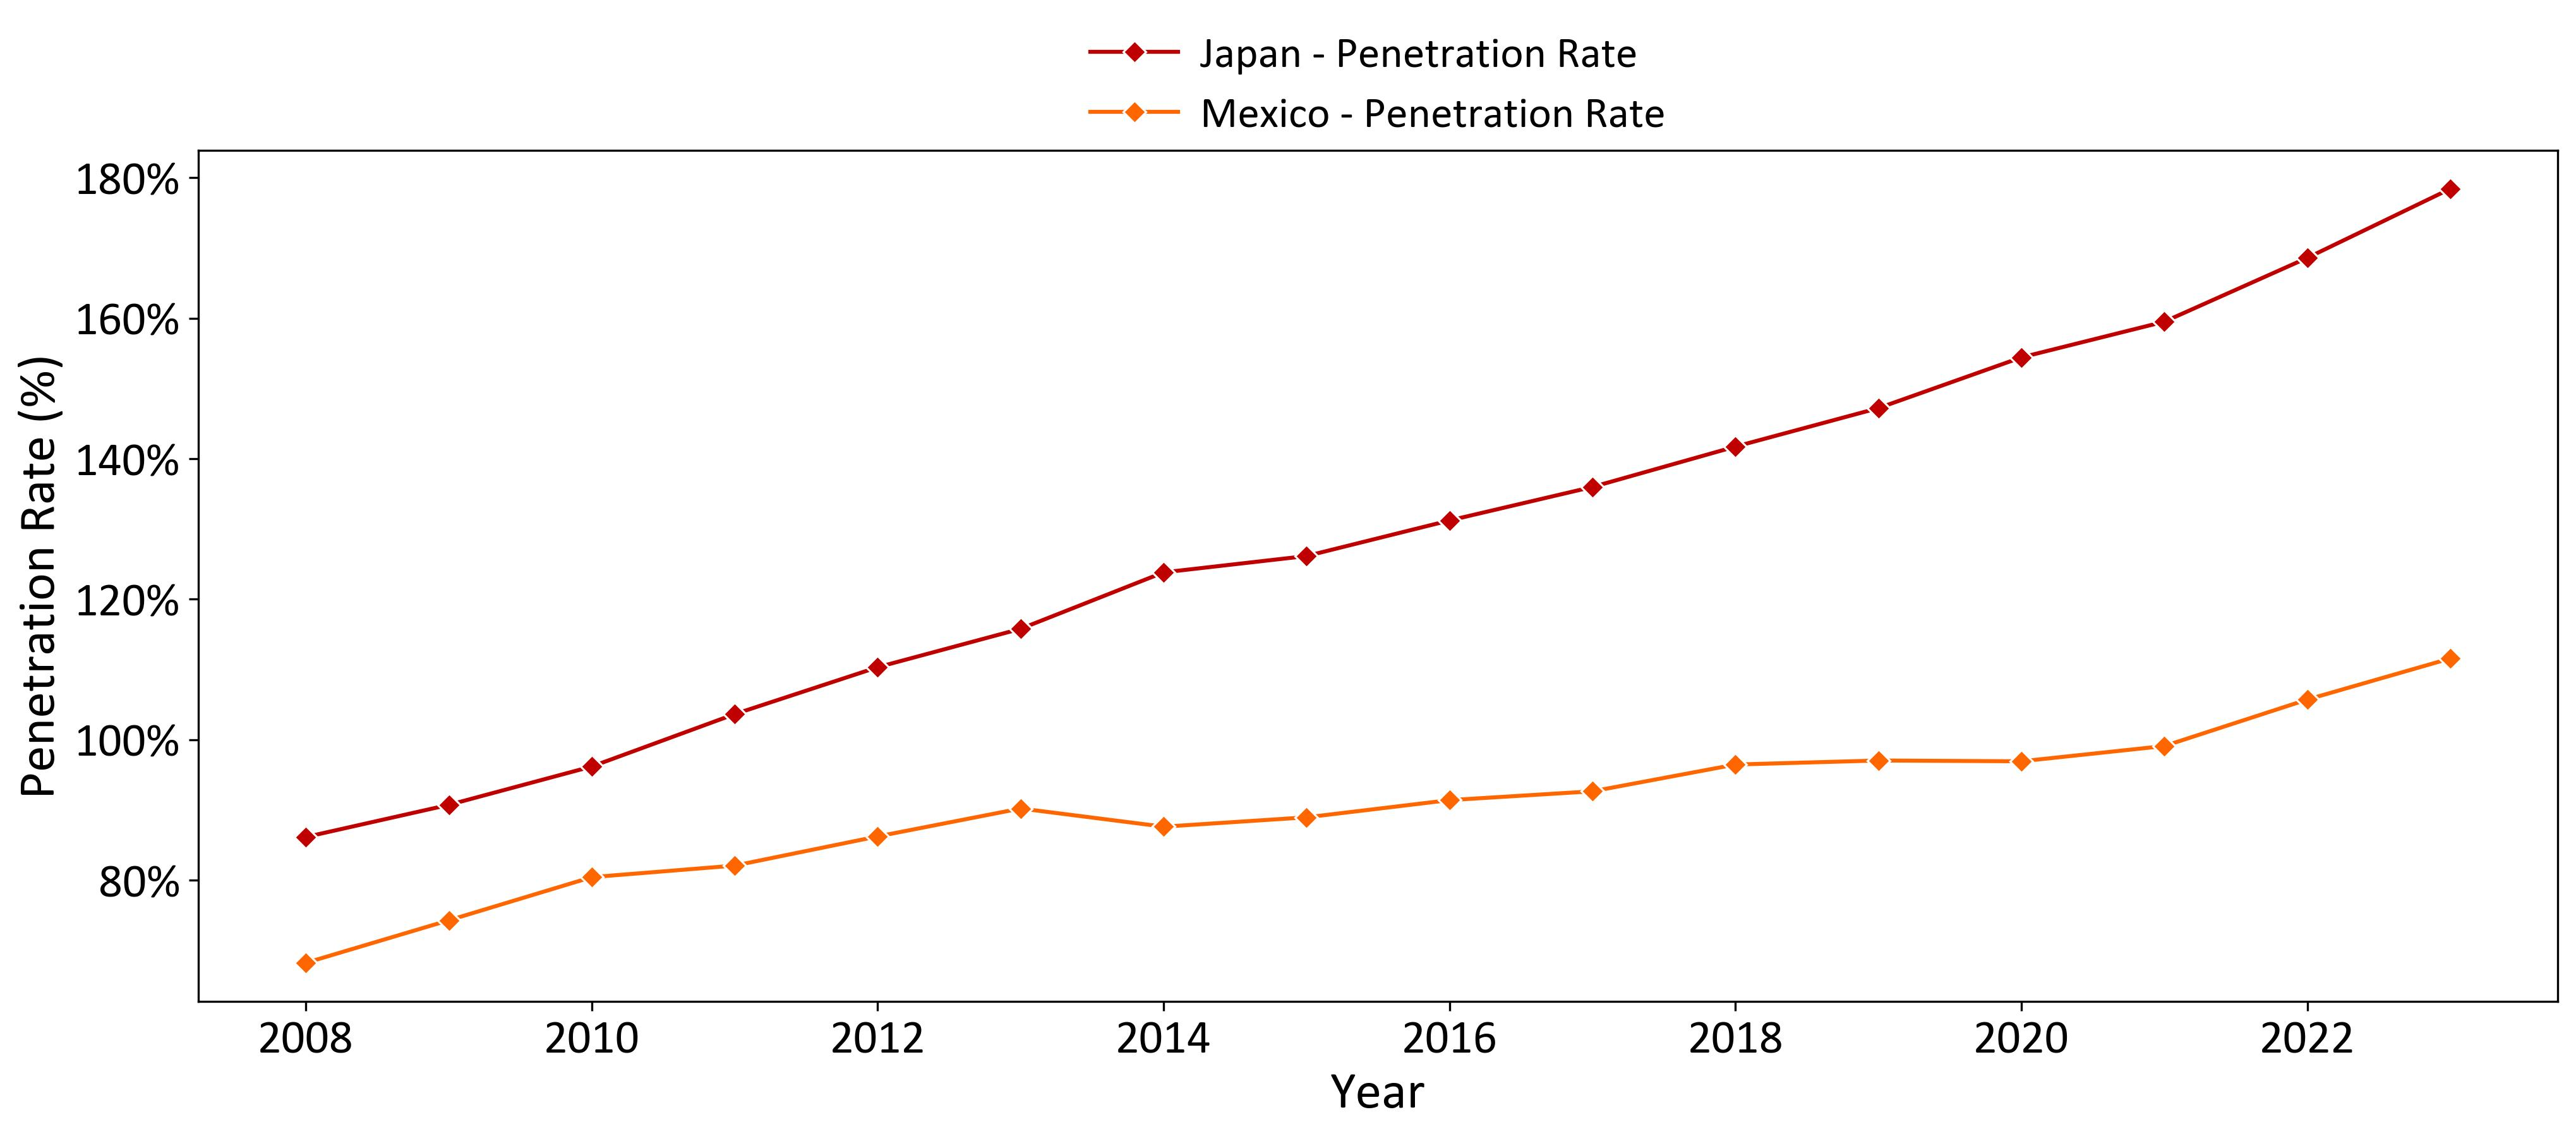 Japan - Penetration Rate
Mexico - Penetration Rate
180%
160%
140%
120%
100%
80%
Penetration Rate (%)
2008 2010 2012 2014 2016 2018 2020 2022
Year